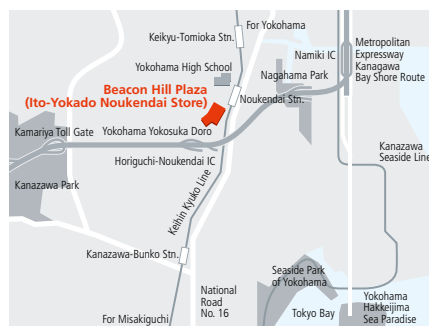 For Yokohama
Keikyu-Tomioka Stn.
Metropolitan
Expressway
Kanagawa
Bay Shore Route
Namiki IC
Yokohama High School
Nagahama Park
Beacon Hill Plaza
(Ito-Yokado Noukendai Store)
Noukendai Stn.
Kamariya Toll Gate
Yokohama Yokosuka Doro
Kanazawa
Seaside Line
Horiguchi-Noukendai IC
Kanazawa Park
Keihin Kyuko Line
Kanazawa-Bunko Stn.
Seaside Park
of Yokohama
National
Road
No. 16
Yokohama
Hakkeijima
Sea Paradise
For Misakiguchi
Tokyo Bay